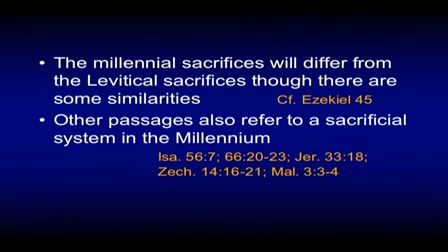 • The millennial sacrifices will differ from
the Levitical sacrifices though there are
some similarities Cf. Ezekiel 45
• Other passages also refer to a sacrificial
system in the Millennium
Isa. 56:7; 66:20-23; Jer. 33:18;
Zech. 14:16-21; Mal. 3:3-4